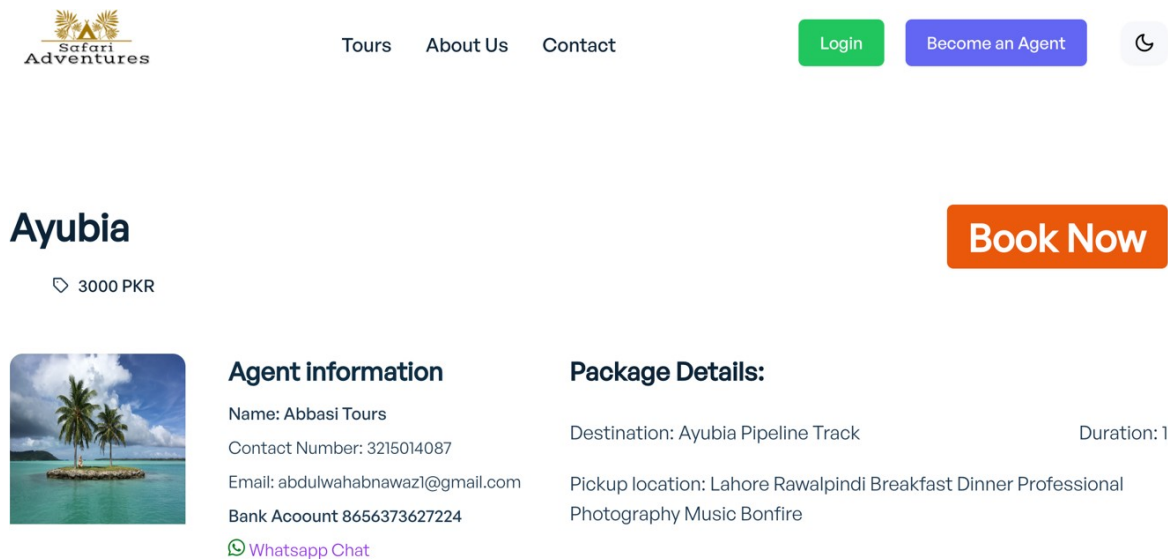 Safari
Adventures
Tours About Us Contact
Login Become an Agent
Ayubia
Book Now
3000 PKR
Agent information
Name: Abbasi Tours
Contact Number: 3215014087
Email: abdulwahabnawaz1@gmail.com
Bank Acoount 8656373627224
Whatsapp Chat
Package Details:
Destination: Ayubia Pipeline Track Duration: 1
Pickup location: Lahore Rawalpindi Breakfast Dinner Professional
Photography Music Bonfire